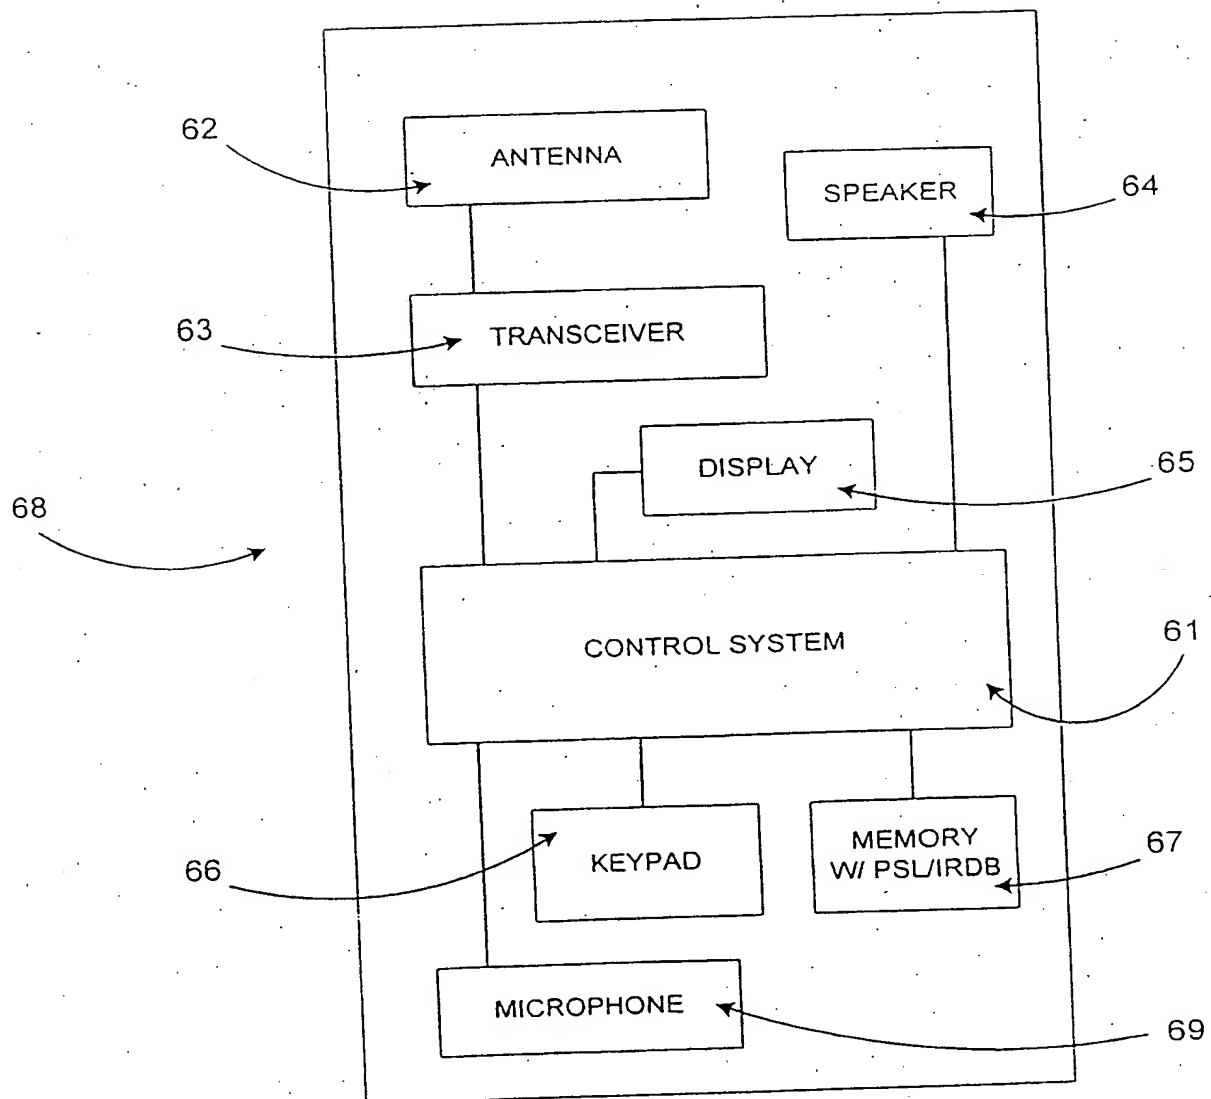 62
ANTENNA
SPEAKER
64
63
TRANSCEIVER
DISPLAY
65
68
CONTROL SYSTEM
61
66
KEYPAD
MEMORY
W/ PSL/IRDB
67
MICROPHONE
69